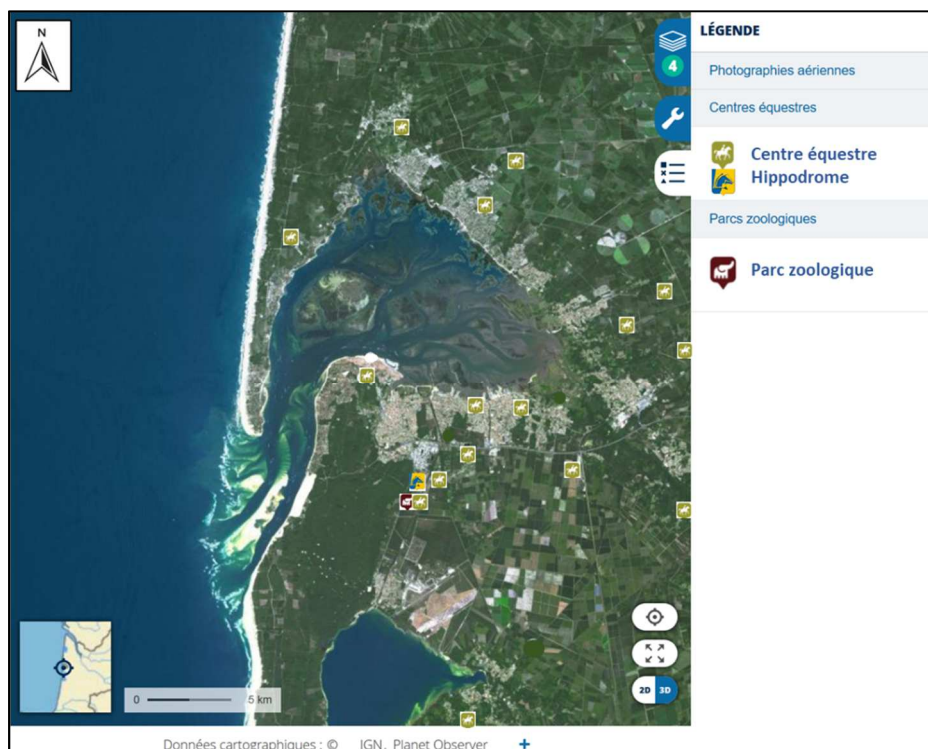 N
4
LÉGENDE
Photographies aériennes
Centres équestres
Centre équestre
Hippodrome
Parcs zoologiques
Parc zoologique
2D 3D
0 5 km
Données cartographiques : © IGN, Planet Observer +